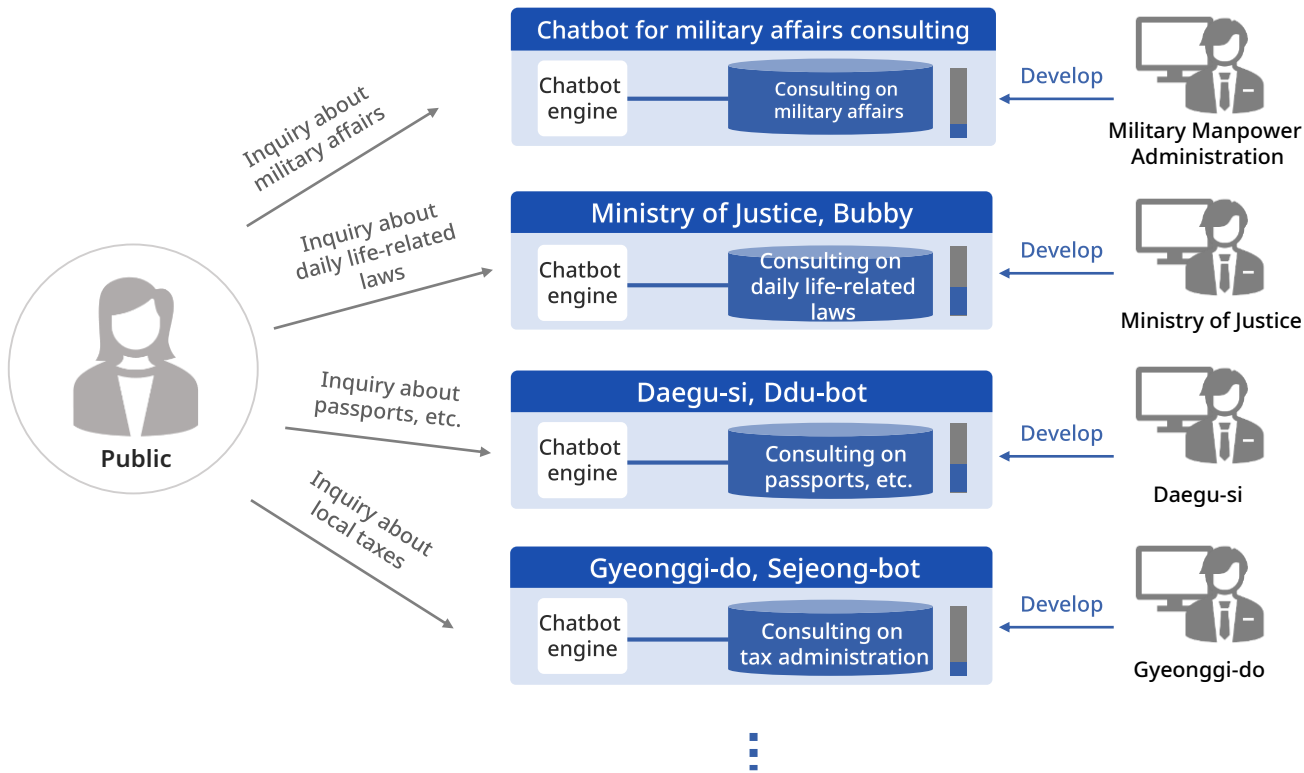 Chatbot for military affairs consulting
Inquiry about
military affairs
Chatbot
engine
Consulting on
military affairs
Develop
Military Manpower
Administration
Ministry of Justice, Bubby
Inquiry about
daily life-related
laws
Chatbot
engine
Consulting on
daily life-related
laws
Develop
Ministry of Justice
Public
Daegu-si, Ddu-bot
Inquiry about
passports, etc.
Chatbot
engine
Consulting on
passports, etc.
Develop
Daegu-si
Gyeonggi-do, Sejeong-bot
Inquiry about
local taxes
Chatbot
engine
Consulting on
tax administration
Develop
Gyeonggi-do